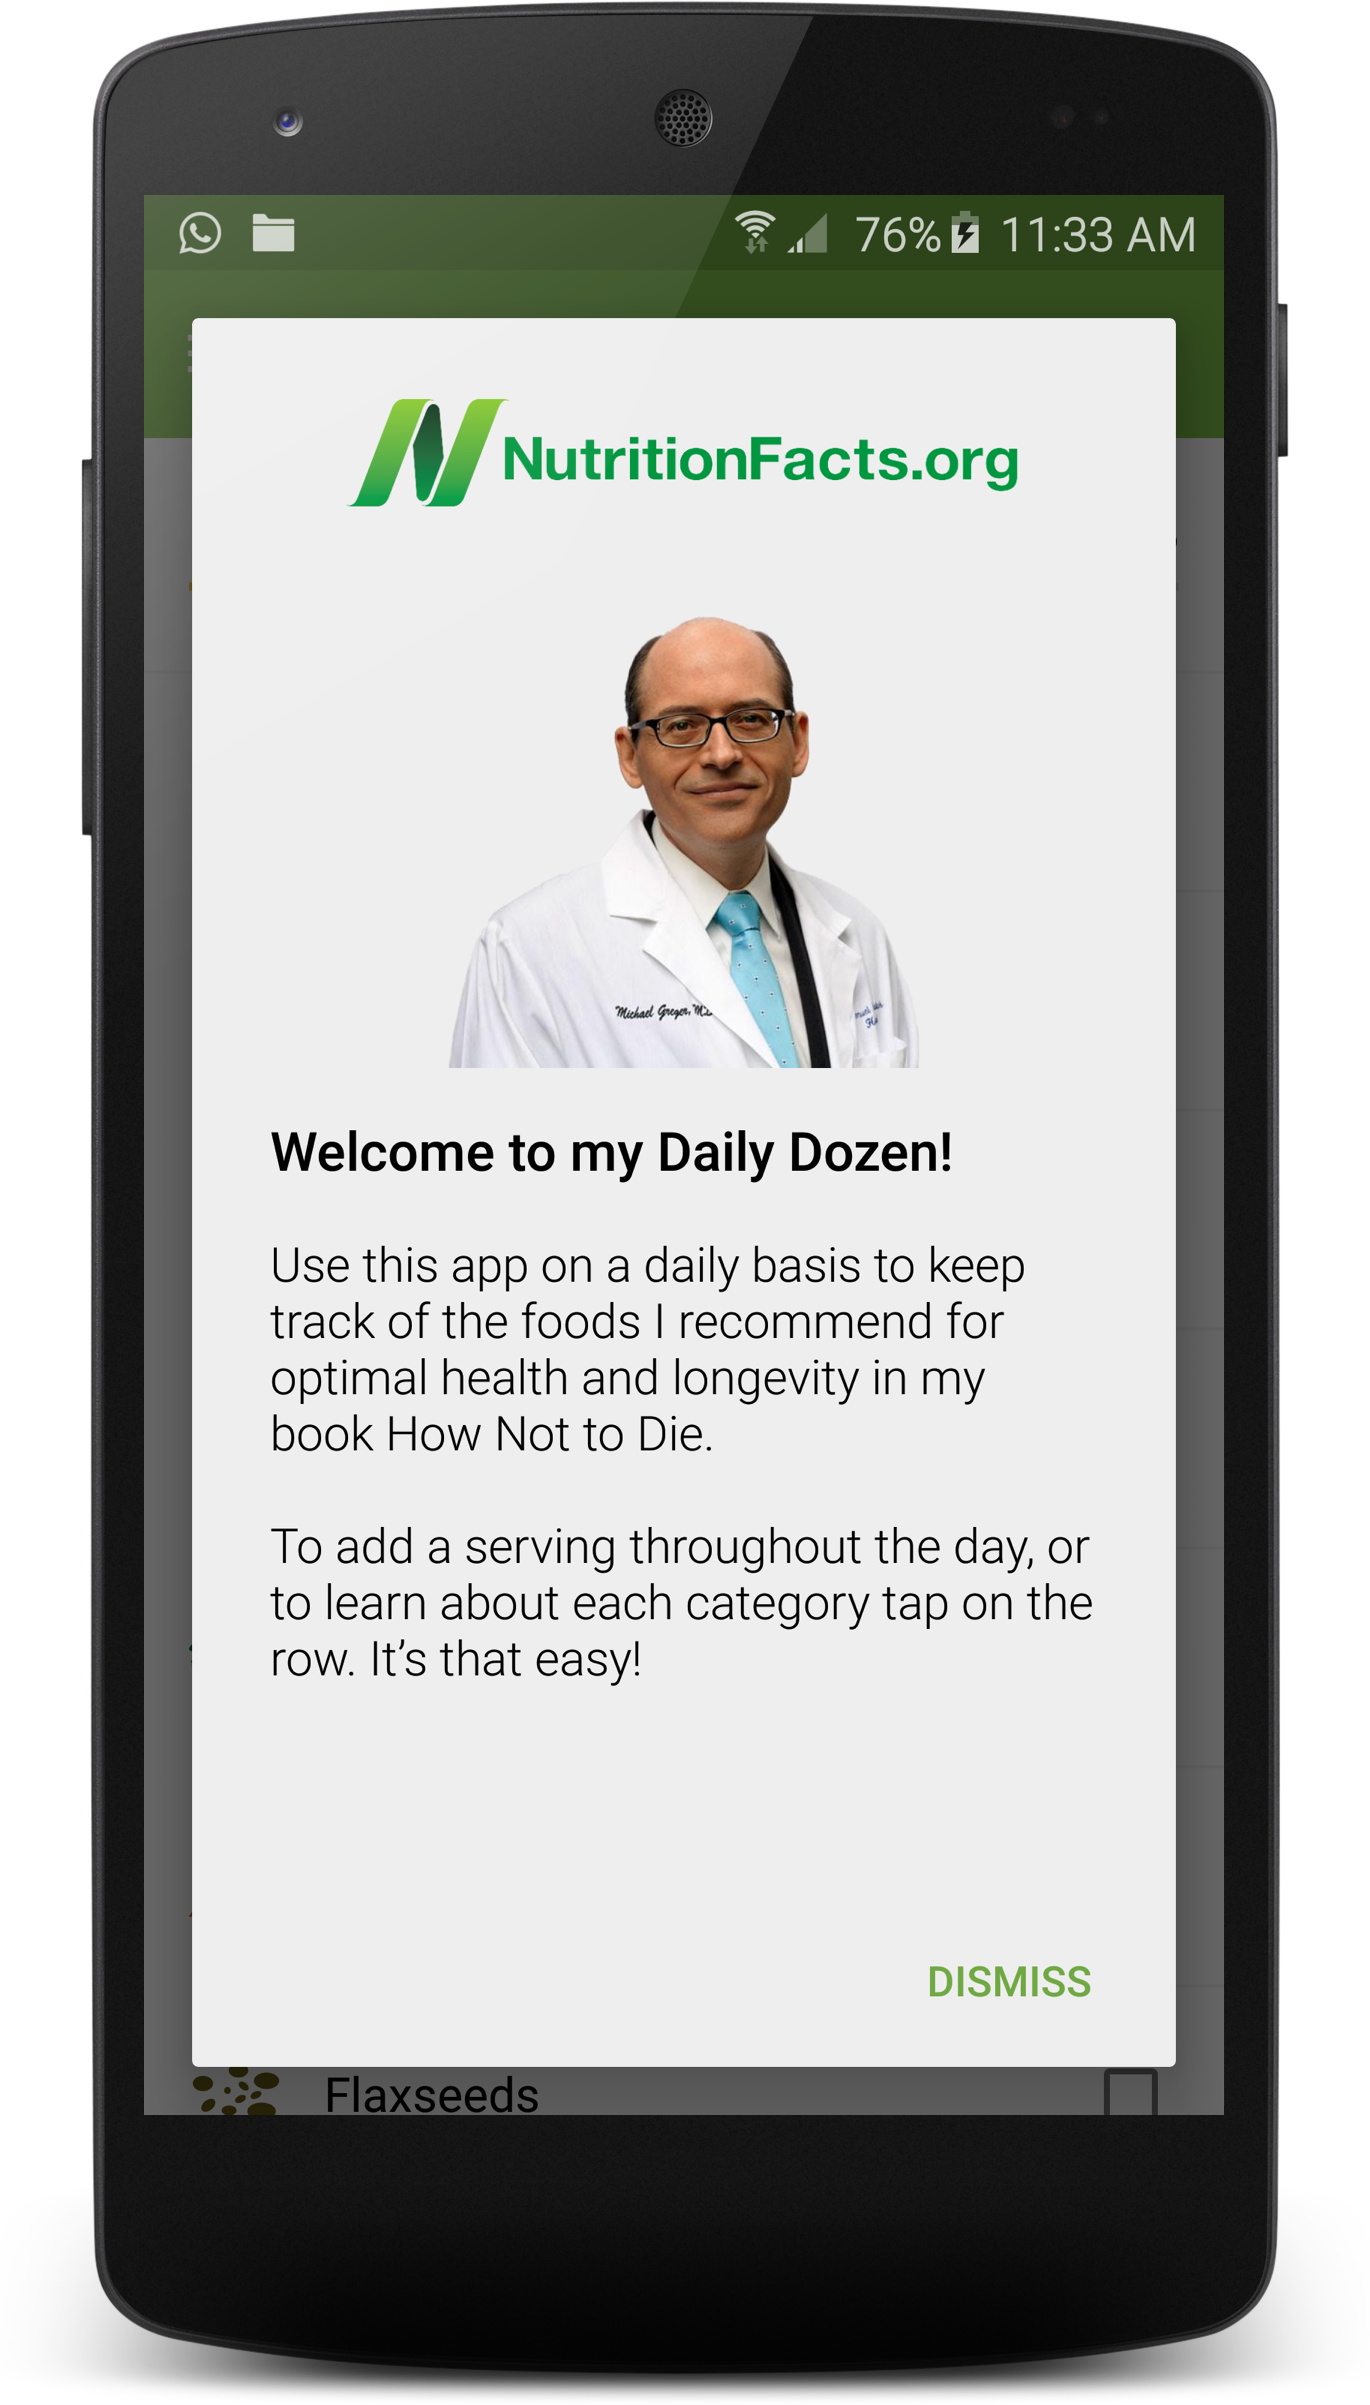 76% 11:33 AM
NutritionFacts.org
Michael Greger, M.D.
Welcome to my Daily Dozen!
Use this app on a daily basis to keep
track of the foods I recommend for
optimal health and longevity in my
book How Not to Die.
To add a serving throughout the day, or
to learn about each category tap on the
row. It’s that easy!
DISMISS
Flaxseeds